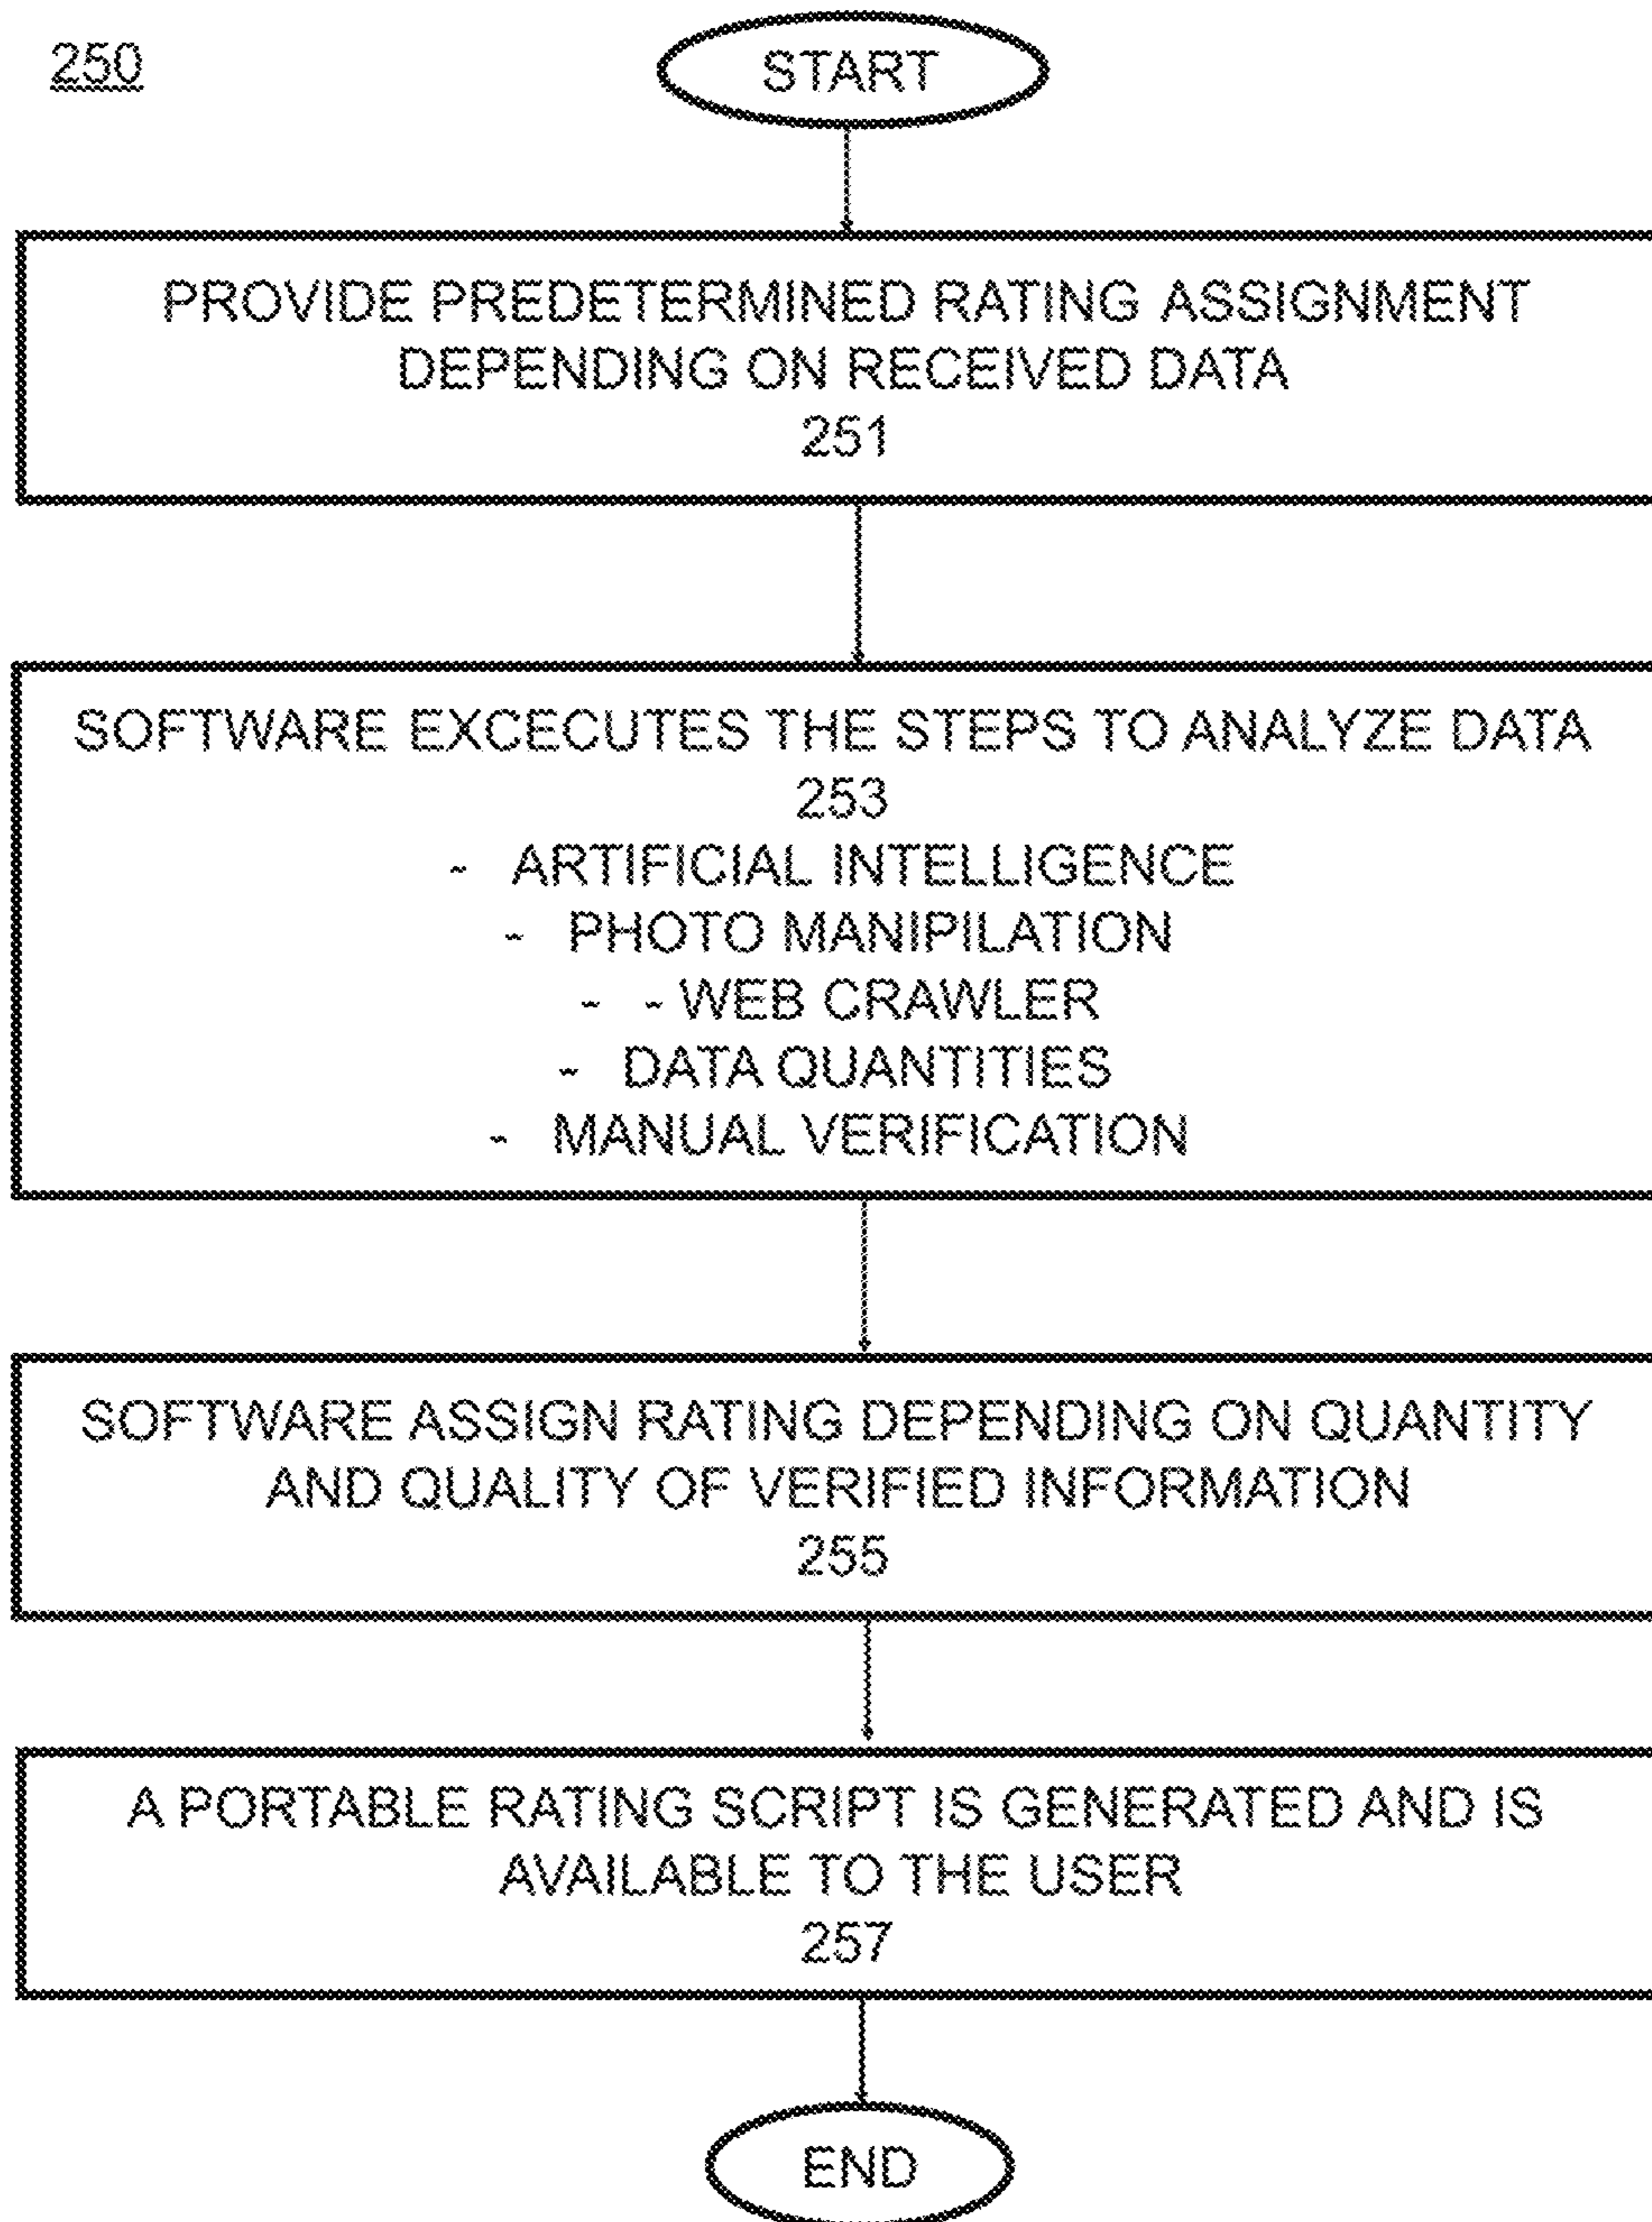 250
START
PROVIDE PREDETERMINED RATING ASSIGNMENT
DEPENDING ON RECEIVED DATA
251
SOFTWARE EXCECUTES THE STEPS TO ANALYZE DATA
253
- ARTIFICIAL INTELLIGENCE
- PHOTO MANIPILATION
- - WEB CRAWLER
- DATA QUANTITIES
- MANUAL VERIFICATION
SOFTWARE ASSIGN RATING DEPENDING ON QUANTITY
AND QUALITY OF VERIFIED INFORMATION
255
A PORTABLE RATING SCRIPT IS GENERATED AND IS
AVAILABLE TO THE USER
257
END